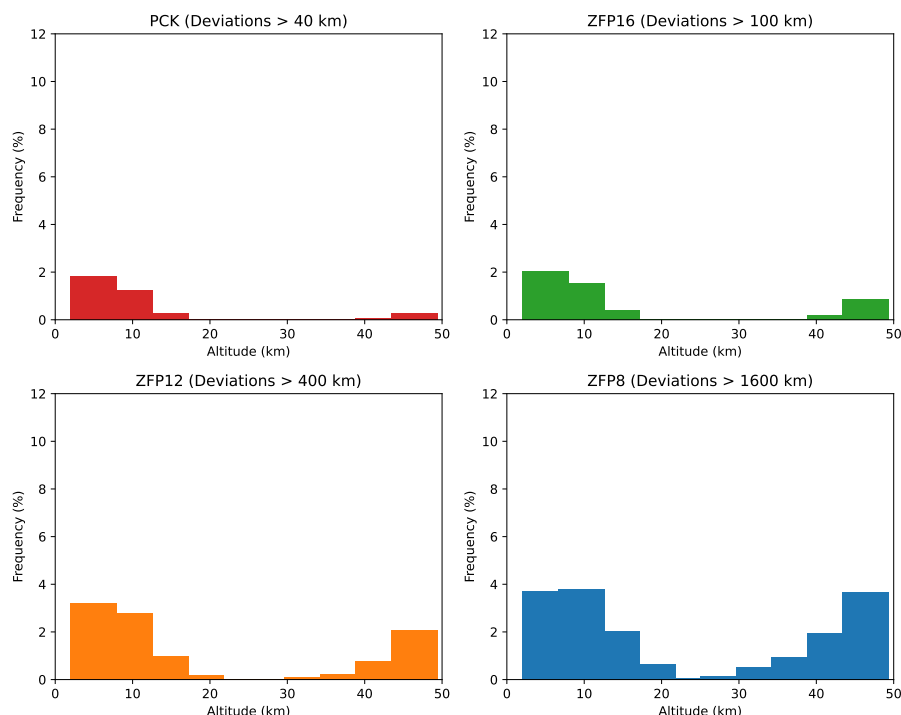 PCK (Deviations > 40 km)
12
10
8
6
4
2
0
Frequency (%)
0 10 20 30 40 50
Altitude (km)
ZFP16 (Deviations > 100 km)
12
10
8
6
4
2
0
Frequency (%)
0 10 20 30 40 50
Altitude (km)
ZFP12 (Deviations > 400 km)
12
10
8
6
4
2
0
Frequency (%)
0 10 20 30 40 50
Altitude (km)
ZFP8 (Deviations > 1600 km)
12
10
8
6
4
2
0
Frequency (%)
0 10 20 30 40 50
Altitude (km)